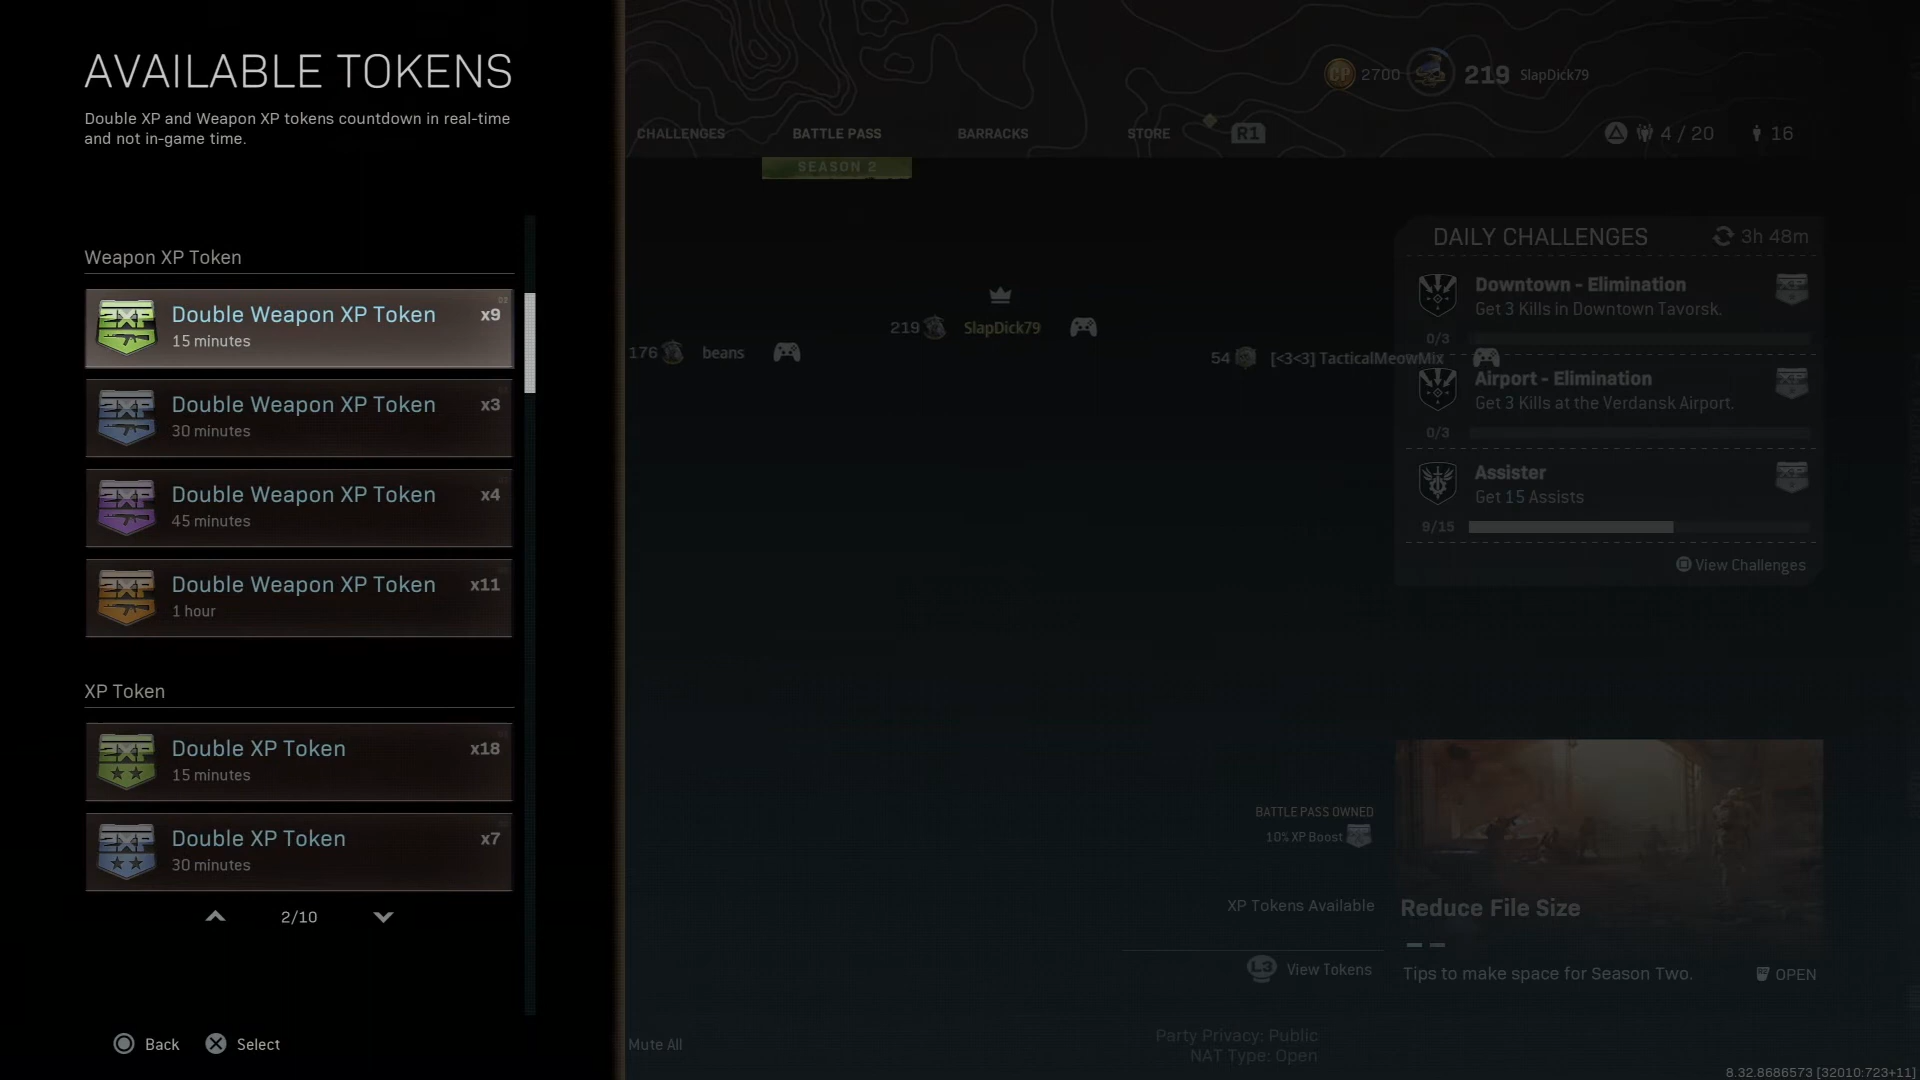 AVAILABLE TOKENS
Double XP and Weapon XP tokens countdown in real-time
and not in-game time.
Weapon XP Token
2XP
Double Weapon XP Token x9
15 minutes
2XP
Double Weapon XP Token x3
30 minutes
2XP
Double Weapon XP Token x4
45 minutes
2XP
Double Weapon XP Token x11
1 hour
XP Token
2XP
Double XP Token x18
15 minutes
2XP
Double XP Token x7
30 minutes
2/10
Back
Select
CP 2700 219 SlapDick79
CHALLENGES BATTLE PASS BARRACKS STORE R1 4 / 20 16
SEASON 2
176 beans
219 SlapDick79
54 [<3<3] TacticalMeowMix
DAILY CHALLENGES 3h 48m
Downtown - Elimination
Get 3 Kills in Downtown Tavorsk.
0/3
Airport - Elimination
Get 3 Kills at the Verdansk Airport.
0/3
Assister
Get 15 Assists
9/15
View Challenges
BATTLE PASS OWNED
10% XP Boost
XP Tokens Available
L3 View Tokens
Reduce File Size
Tips to make space for Season Two.
OPEN
Mute All
Party Privacy: Public
NAT Type: Open
8.32.8686573 [32010:723+11]